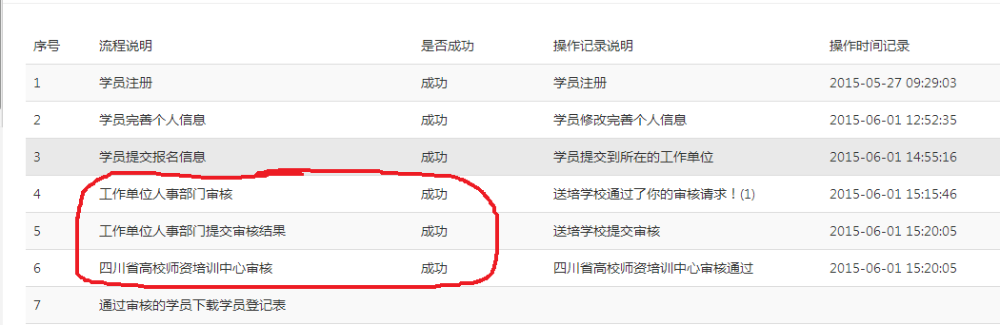 序号 流程说明 是否成功 操作记录说明 操作时间记录
1 学员注册 成功 学员注册 2015-05-27 09:29:03
2 学员完善个人信息 成功 学员修改完善个人信息 2015-06-01 12:52:35
3 学员提交报名信息 成功 学员提交到所在的工作单位 2015-06-01 14:55:16
4 工作单位人事部门审核 成功 送培学校通过了你的审核请求！(1) 2015-06-01 15:15:46
5 工作单位人事部门提交审核结果 成功 送培学校提交审核 2015-06-01 15:20:05
6 四川省高校师资培训中心审核 成功 四川省高校师资培训中心审核通过 2015-06-01 15:20:05
7 通过审核的学员下载学员登记表